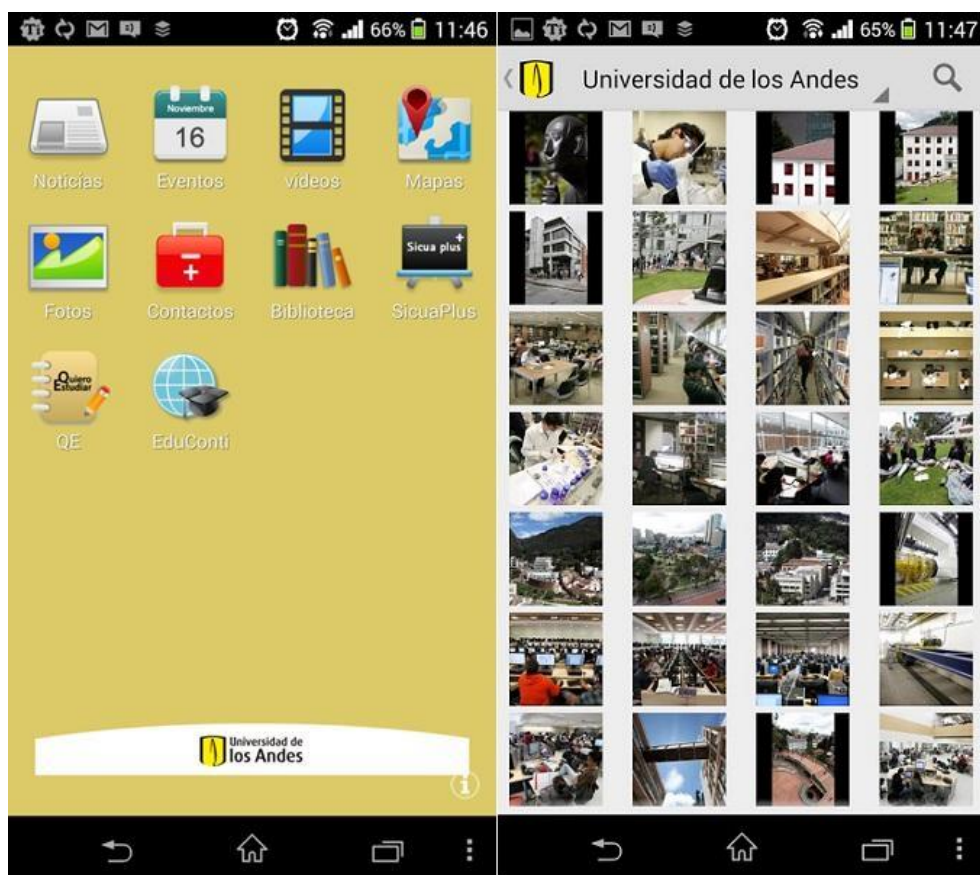 66% 11:46
Noviembre
16
Noticias
Eventos
videos
Mapas
Sicua plus
+
Fotos
Contactos
Biblioteca
SicuaPlus
Quiero
Estudiar
QE
EduConti
Universidad de
los Andes
65% 11:47
Universidad de los Andes